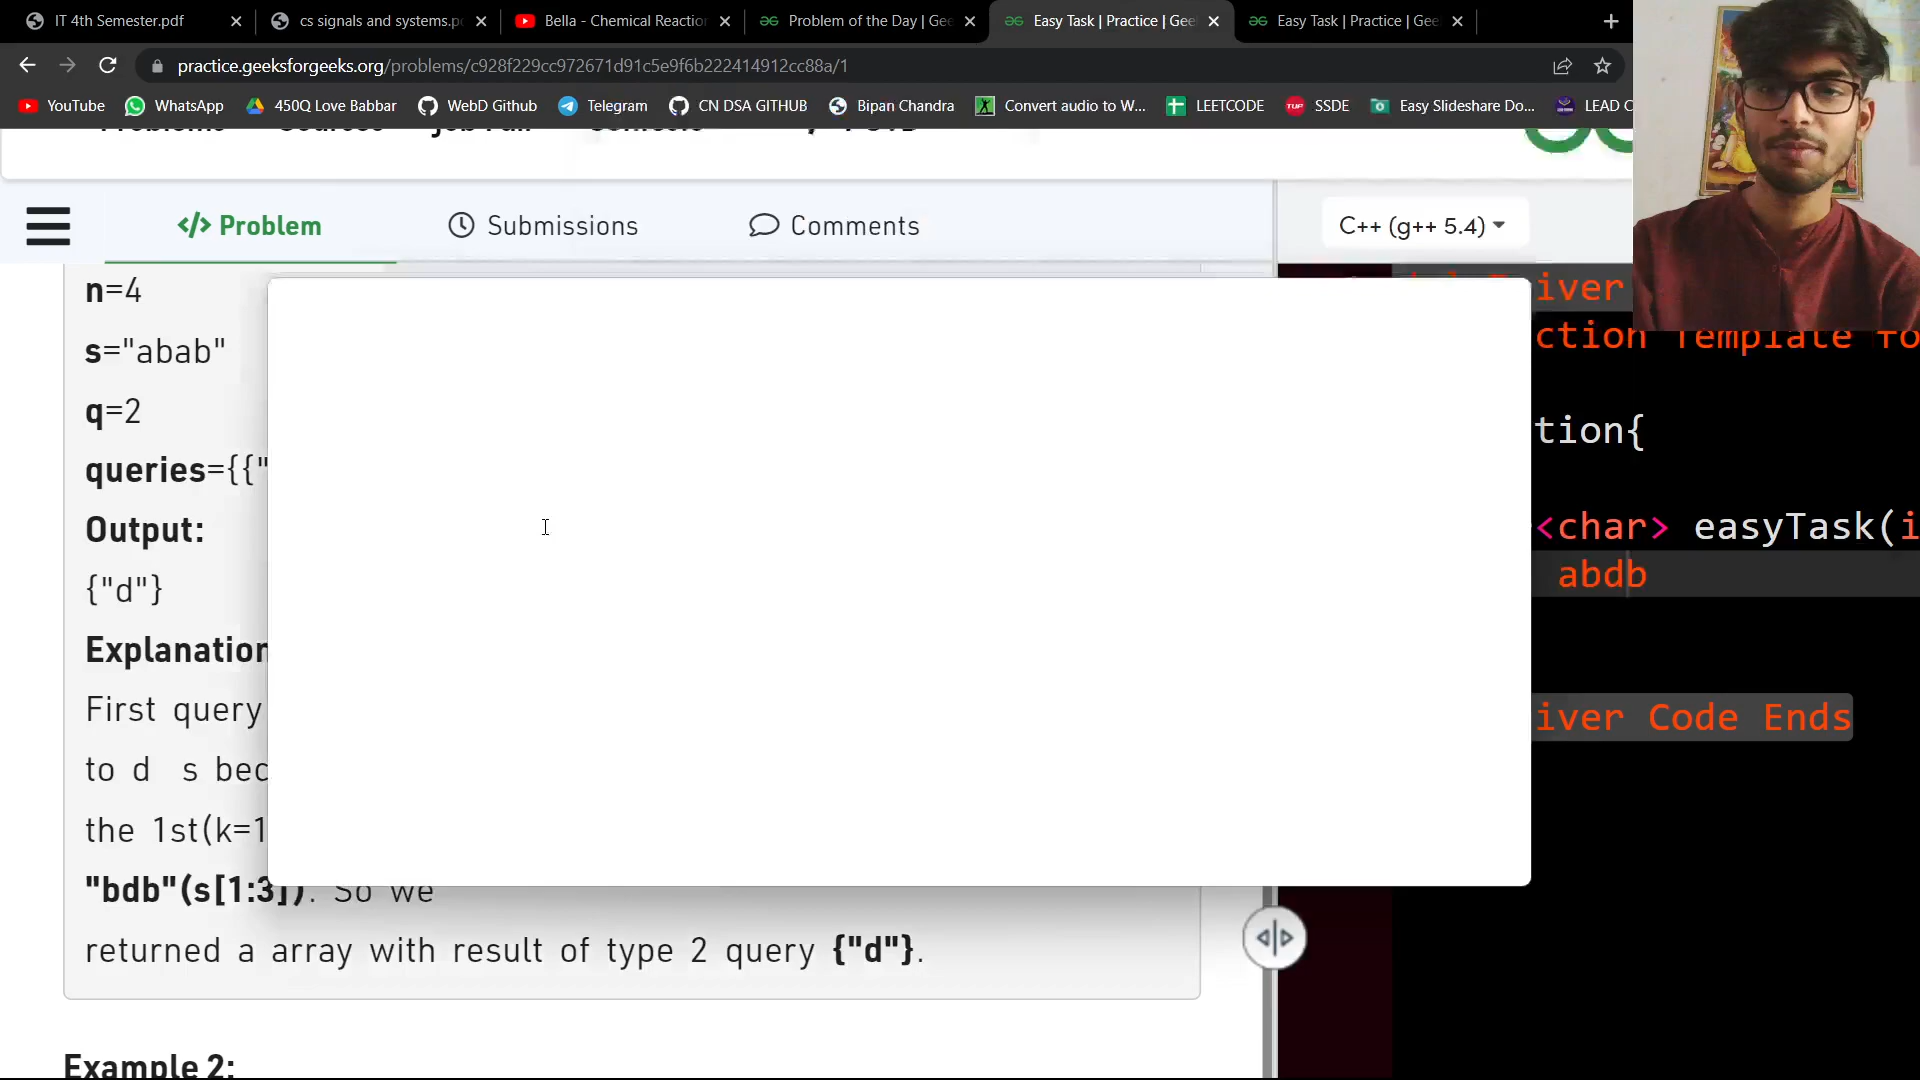 IT 4th Semester.pdf
cs signals and systems.p
Bella - Chemical Reaction
Problem of the Day | Gee
Easy Task | Practice | Gee
Easy Task | Practice | Gee
practice.geeksforgeeks.org/problems/c928f229cc972671d91c5e9f6b222414912cc88a/1
YouTube
WhatsApp
450Q Love Babbar
WebD Github
Telegram
CN DSA GITHUB
Bipan Chandra
Convert audio to W...
LEETCODE
TUF SSDE
Easy Slideshare Do...
LEAD C
</> Problem
Submissions
Comments
C++ (g++ 5.4)
n=4
s="abab"
q=2
queries={{"
Output:
{"d"}
Explanation
First query
to d s bec
the 1st(k=1
"bdb"(s[1:3]). So we
returned a array with result of type 2 query {"d"}.
Example 2:
iver
ction Template fo
tion{
<char> easyTask(i
abdb
iver Code Ends